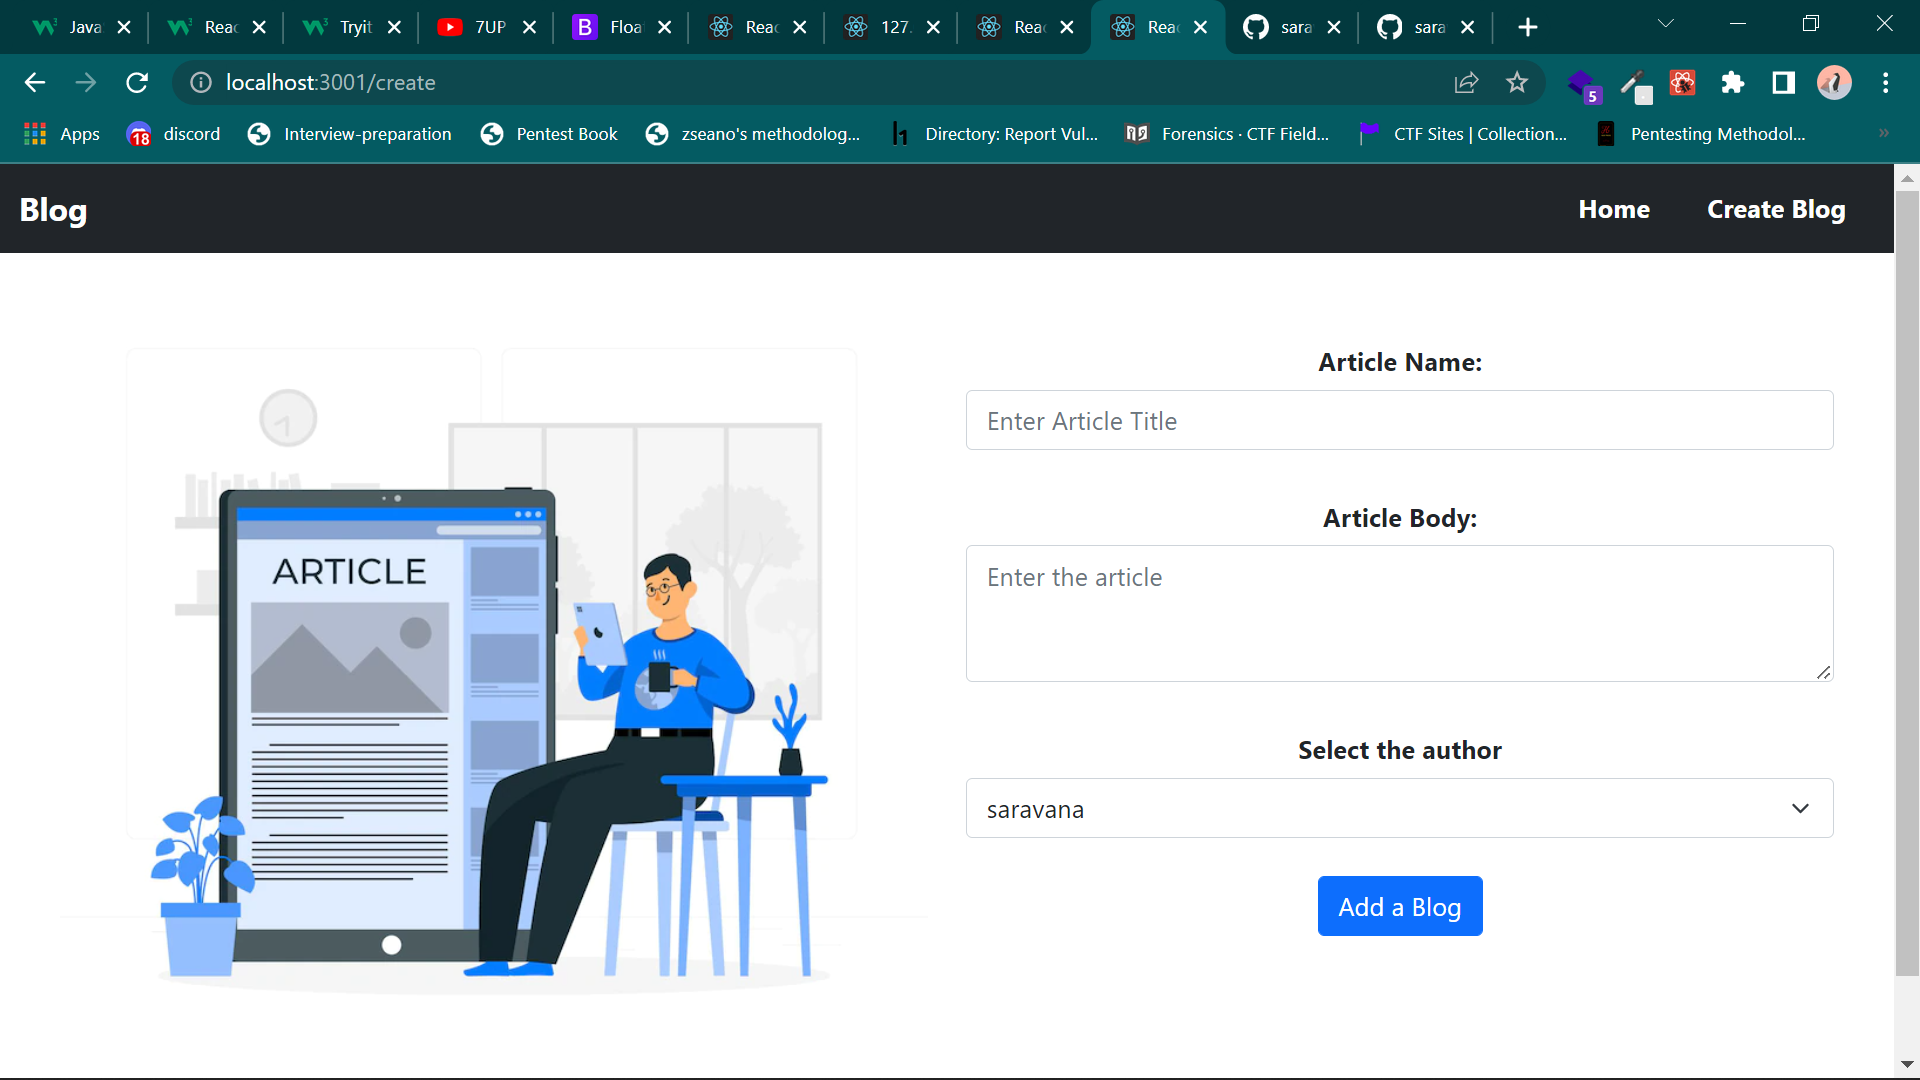 Java
Reac
Tryit
7UP
Floa
Reac
127.
Reac
Reac
sara
sara
localhost:3001/create
5
Apps
18
discord
Interview-preparation
Pentest Book
zseano's methodolog...
Directory: Report Vul...
Forensics · CTF Field...
CTF Sites | Collection...
Pentesting Methodol...
Blog
Home
Create Blog
Article Name:
Enter Article Title
Article Body:
Enter the article
Select the author
saravana
Add a Blog
ARTICLE